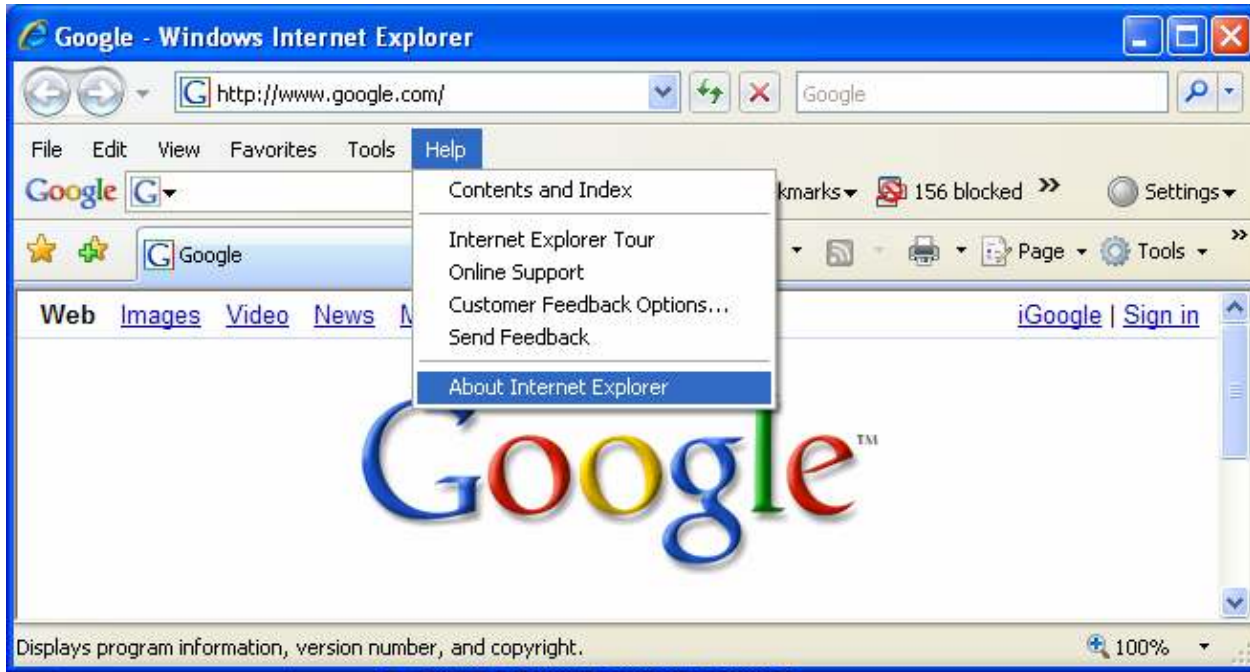 Google - Windows Internet Explorer
http://www.google.com/ Google
File Edit View Favorites Tools Help
Google G kmarks 156 blocked » Settings
Contents and Index
Google Page Tools »
Internet Explorer Tour
Online Support
Customer Feedback Options...
Send Feedback
About Internet Explorer
Web Images Video News M iGoogle | Sign in
Google™
Displays program information, version number, and copyright. 100%